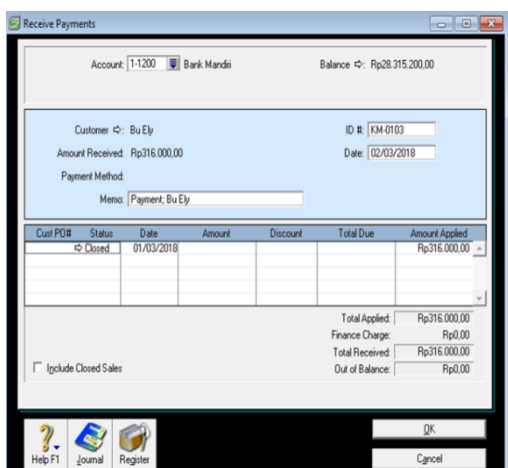 Receive Payments
Account: 1-1200 Bank Mandiri Balance ⇨: Rp28.315.200,00
Customer ⇨: Bu Ely ID #: KM-0103
Amount Received: Rp316.000,00 Date: 02/03/2018
Payment Method:
Memo: Payment; Bu Ely
Cust PO# Status Date Amount Discount Total Due Amount Applied
⇨ Closed 01/03/2018 Rp316.000,00
Total Applied: Rp316.000,00
Finance Charge: Rp0,00
Total Received: Rp316.000,00
Include Closed Sales Out of Balance: Rp0,00
OK
Help F1 Journal Register Cancel